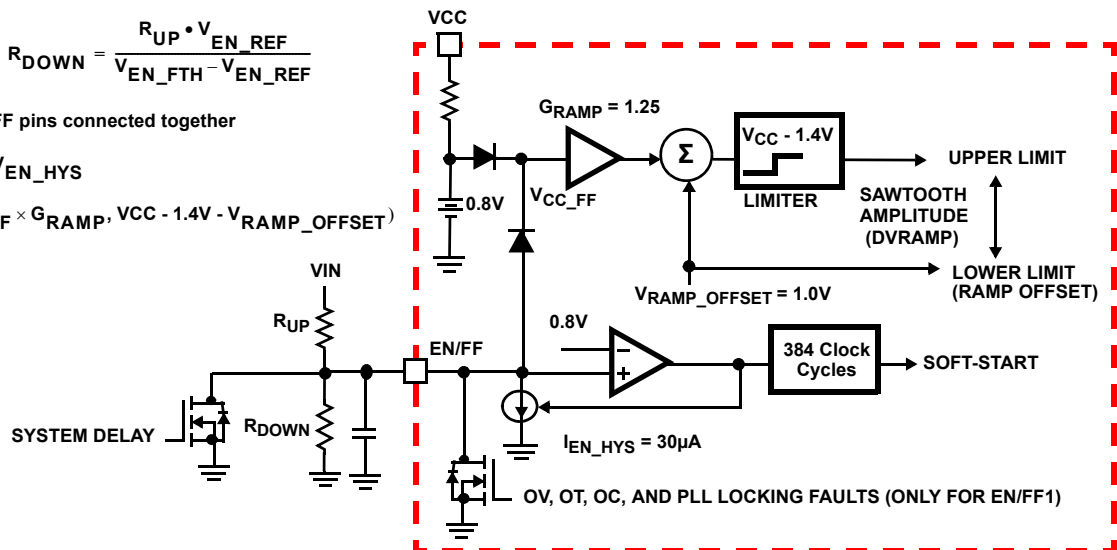 VCC
R_DOWN = R_UP • V_EN_REF / V_EN_FTH – V_EN_REF
FF pins connected together
G_RAMP = 1.25
V_CC - 1.4V
Σ
UPPER LIMIT
V_EN_HYS
LIMITER
V_CC_FF
0.8V
SAWTOOTH
AMPLITUDE
(DVRAMP)
F × G_RAMP, VCC - 1.4V - V_RAMP_OFFSET)
VIN
LOWER LIMIT
(RAMP OFFSET)
V_RAMP_OFFSET = 1.0V
R_UP
0.8V
EN/FF
384 Clock
Cycles
SOFT-START
–
+
SYSTEM DELAY
R_DOWN
I_EN_HYS = 30µA
OV, OT, OC, AND PLL LOCKING FAULTS (ONLY FOR EN/FF1)